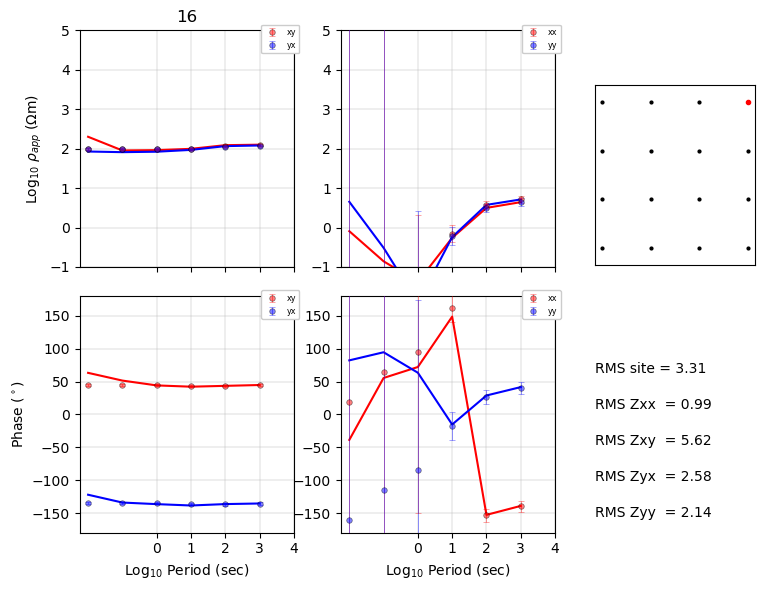 16
xy
yx
xx
yy
5
4
3
2
1
0
−1
5
4
3
2
1
0
−1
Log₁₀ ρₐₚₚ (Ωm)
xy
yx
xx
yy
150
100
50
0
−50
−100
−150
150
100
50
0
−50
−100
−150
Phase (°)
0 1 2 3 4
0 1 2 3 4
Log₁₀ Period (sec)
Log₁₀ Period (sec)
RMS site = 3.31
RMS Zxx = 0.99
RMS Zxy = 5.62
RMS Zyx = 2.58
RMS Zyy = 2.14